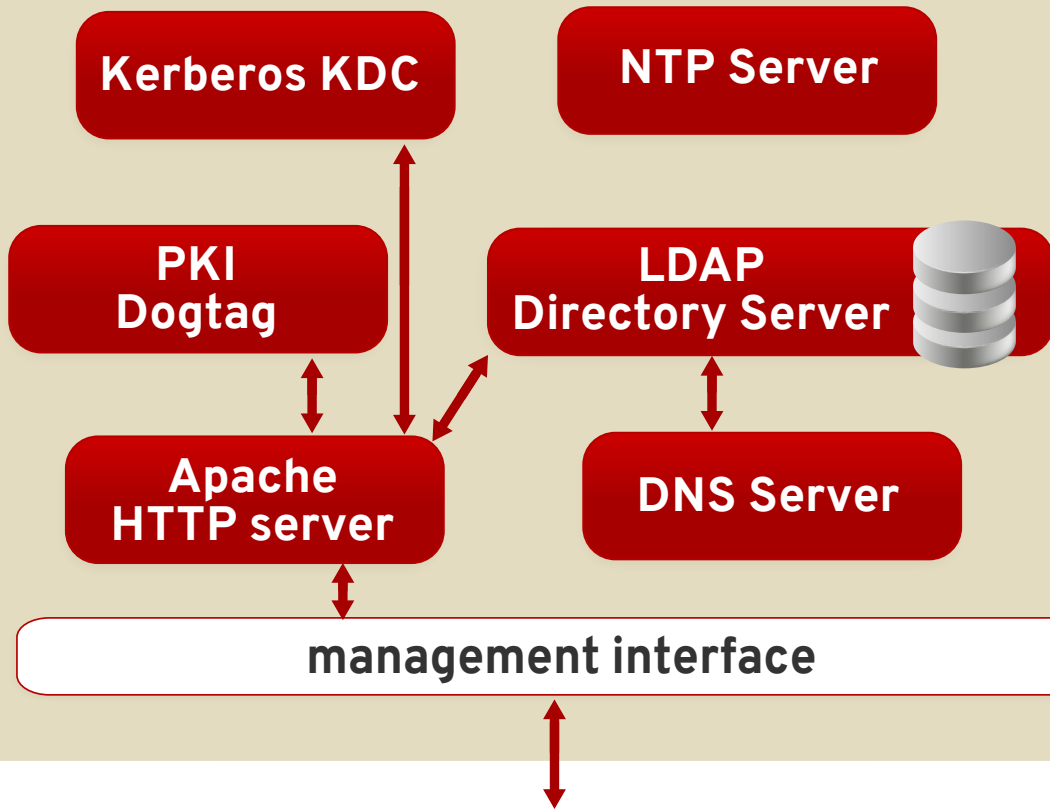 Kerberos KDC
NTP Server
PKI
Dogtag
LDAP
Directory Server
Apache
HTTP server
DNS Server
management interface